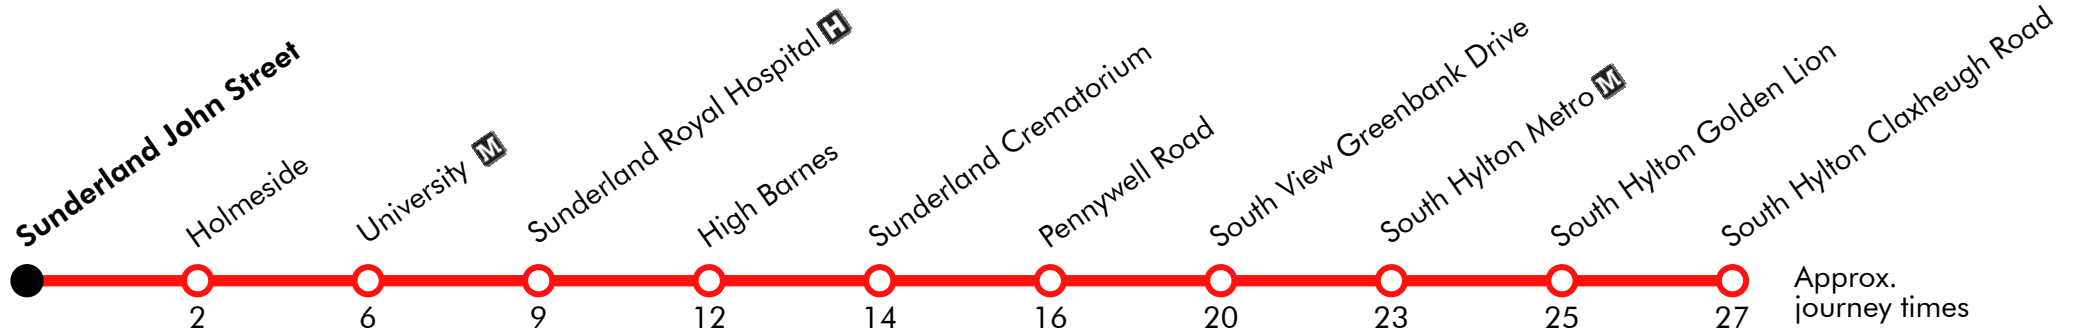 Sunderland John Street
Holmeside
University M
Sunderland Royal Hospital H
High Barnes
Sunderland Crematorium
Pennywell Road
South View Greenbank Drive
South Hylton Metro M
South Hylton Golden Lion
South Hylton Claxheugh Road
2 6 9 12 14 16 20 23 25 27
Approx.
journey times